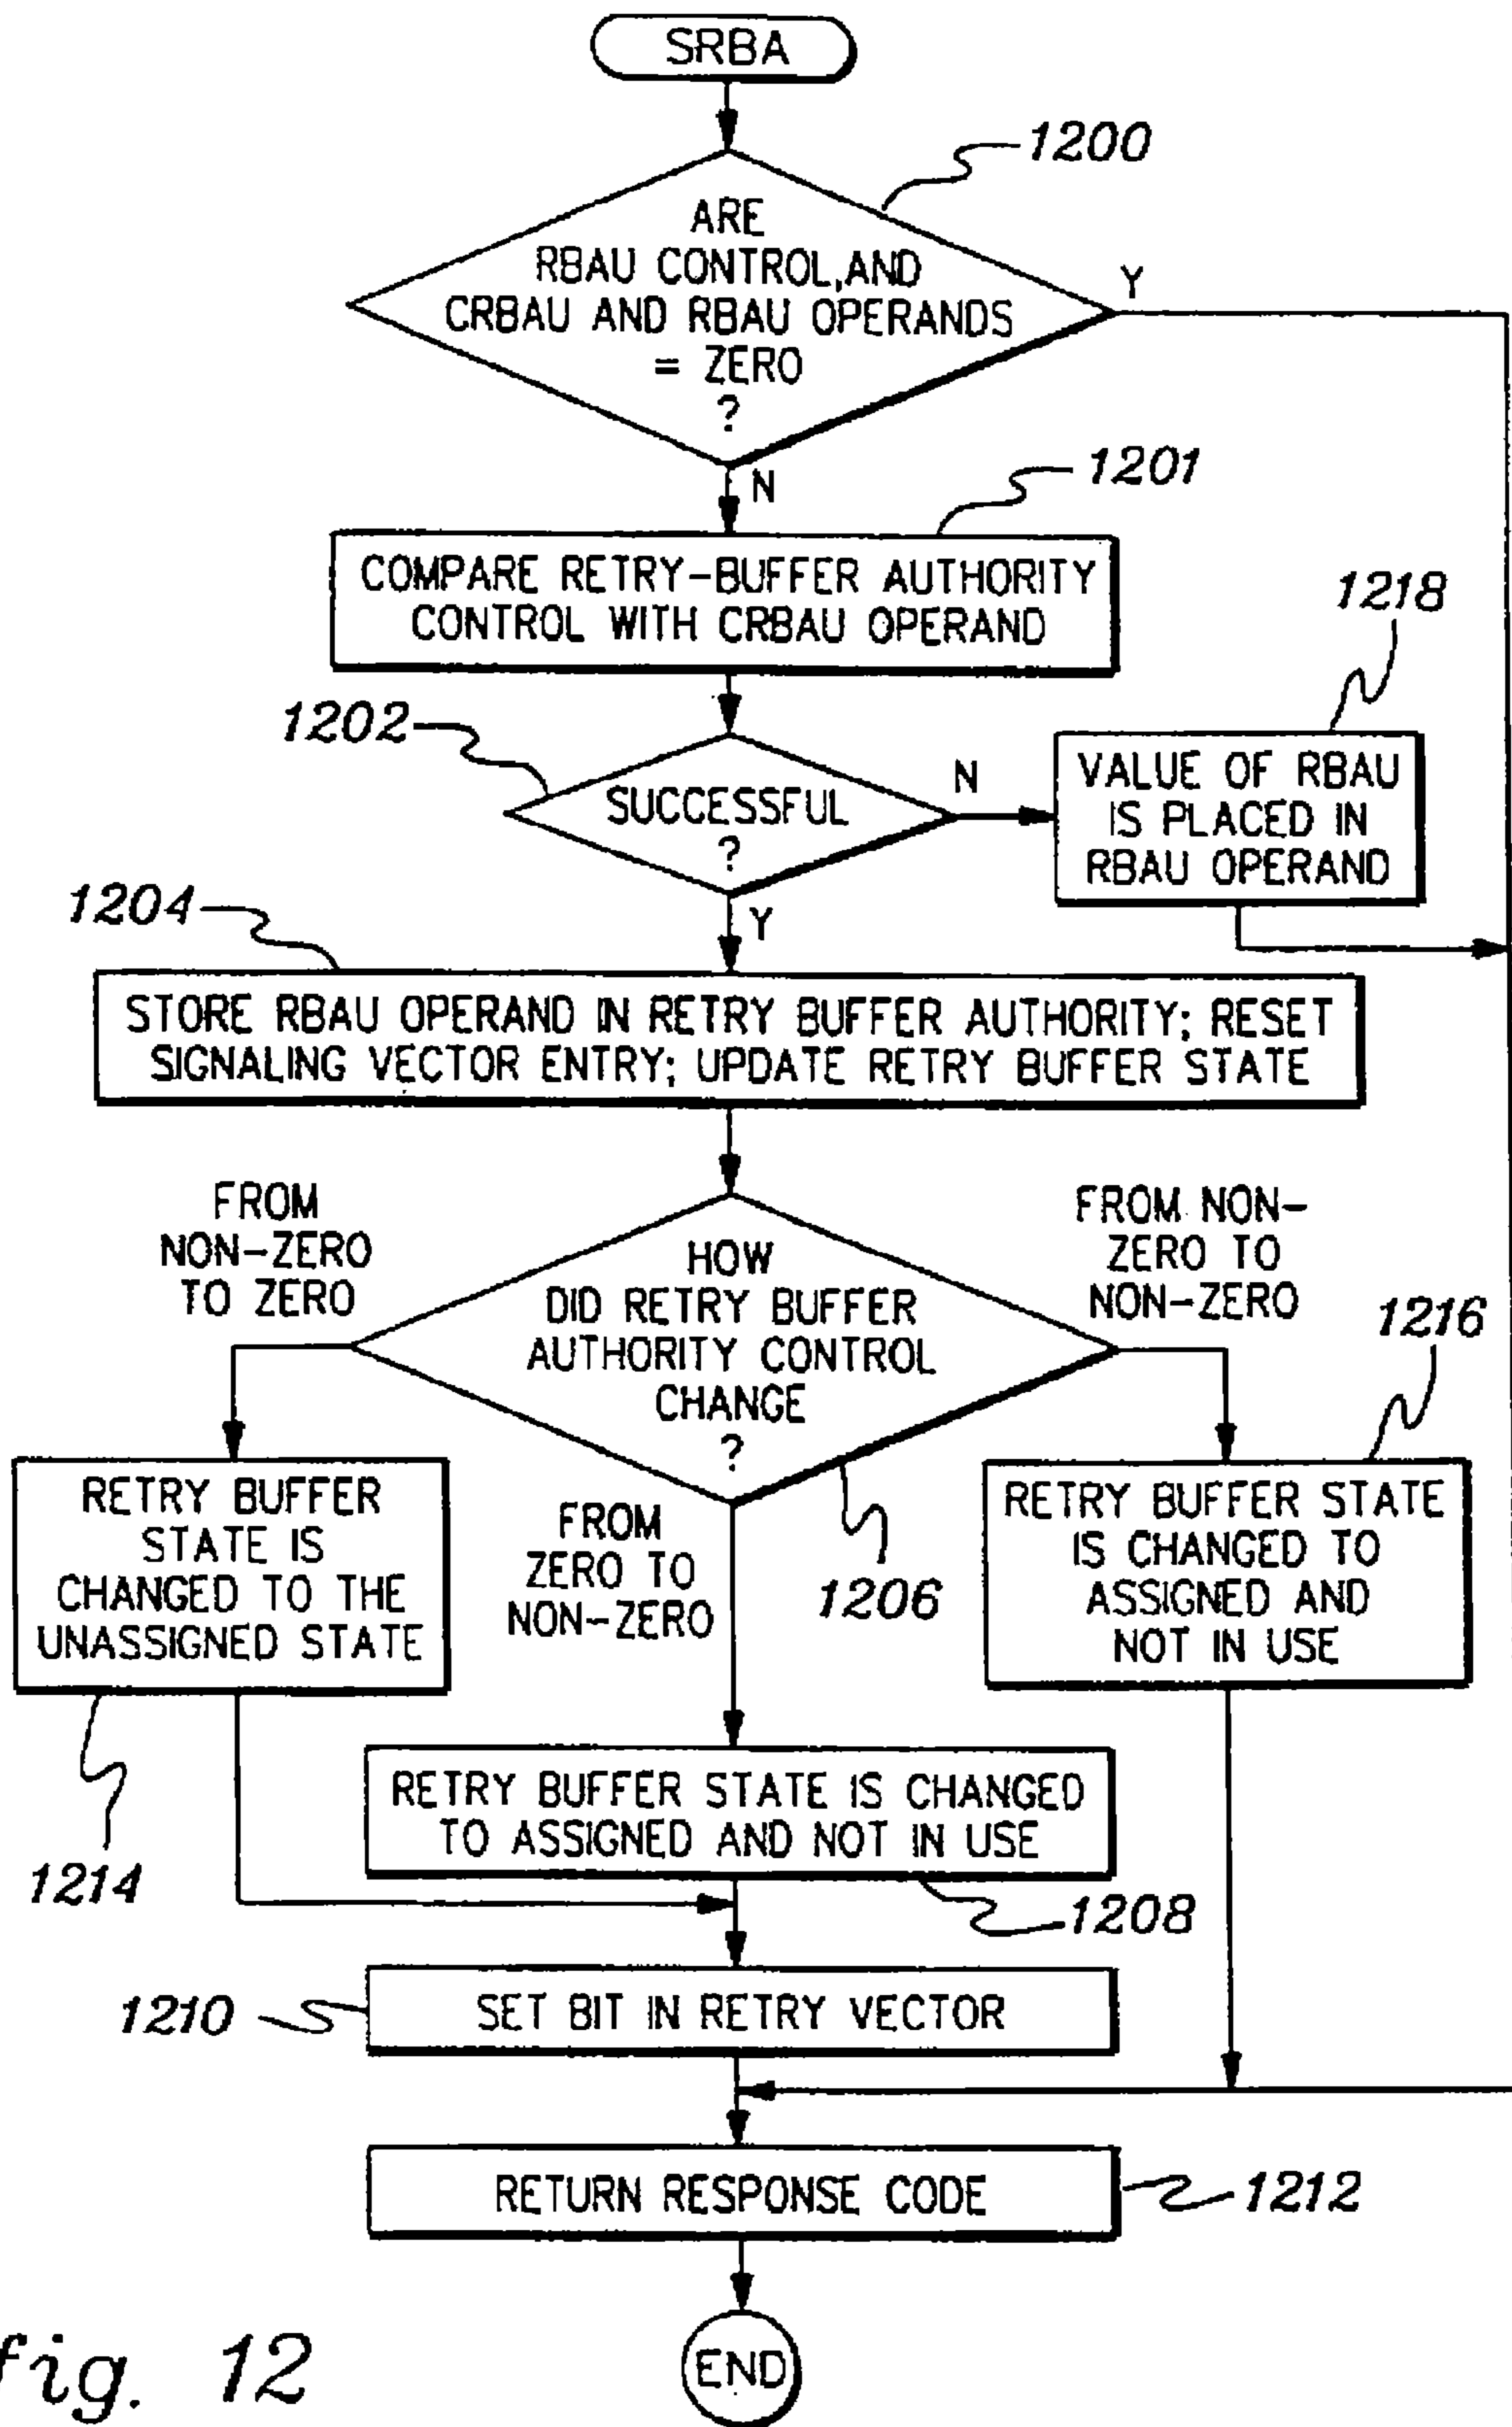 SRBA
1200
ARE
RBAU CONTROL,AND
CRBAU AND RBAU OPERANDS
= ZERO
?
Y
N
1201
COMPARE RETRY-BUFFER AUTHORITY
CONTROL WITH CRBAU OPERAND
1218
1202
SUCCESSFUL
?
N
VALUE OF RBAU
IS PLACED IN
RBAU OPERAND
Y
1204
STORE RBAU OPERAND IN RETRY BUFFER AUTHORITY; RESET
SIGNALING VECTOR ENTRY; UPDATE RETRY BUFFER STATE
FROM
NON-ZERO
TO ZERO
HOW
DID RETRY BUFFER
AUTHORITY CONTROL
CHANGE
?
FROM NON-
ZERO TO
NON-ZERO
1216
RETRY BUFFER
STATE IS
CHANGED TO THE
UNASSIGNED STATE
FROM
ZERO TO
NON-ZERO
1206
RETRY BUFFER STATE
IS CHANGED TO
ASSIGNED AND
NOT IN USE
RETRY BUFFER STATE IS CHANGED
TO ASSIGNED AND NOT IN USE
1214
1208
1210
SET BIT IN RETRY VECTOR
RETURN RESPONSE CODE
1212
END
fig. 12